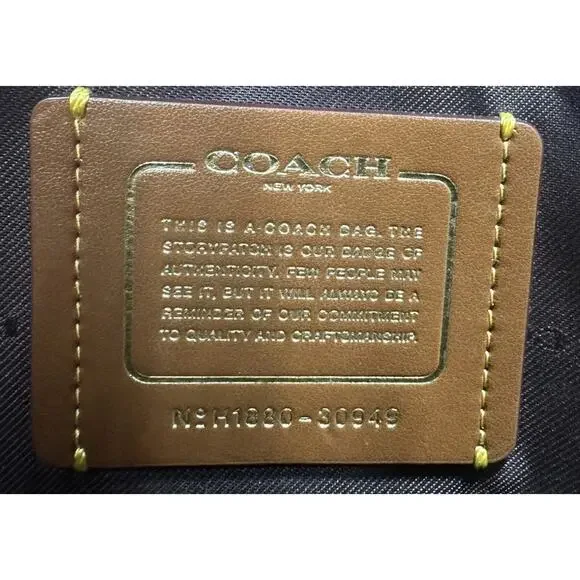 COACH
NEW YORK
THIS IS A COACH BAG. THE
STORYPATCH IS OUR BADGE OF
AUTHENTICITY. FEW PEOPLE MAY
SEE IT, BUT IT WILL ALWAYS BE A
REMINDER OF OUR COMMITMENT
TO QUALITY AND CRAFTSMANSHIP.
Nº H1880-30949